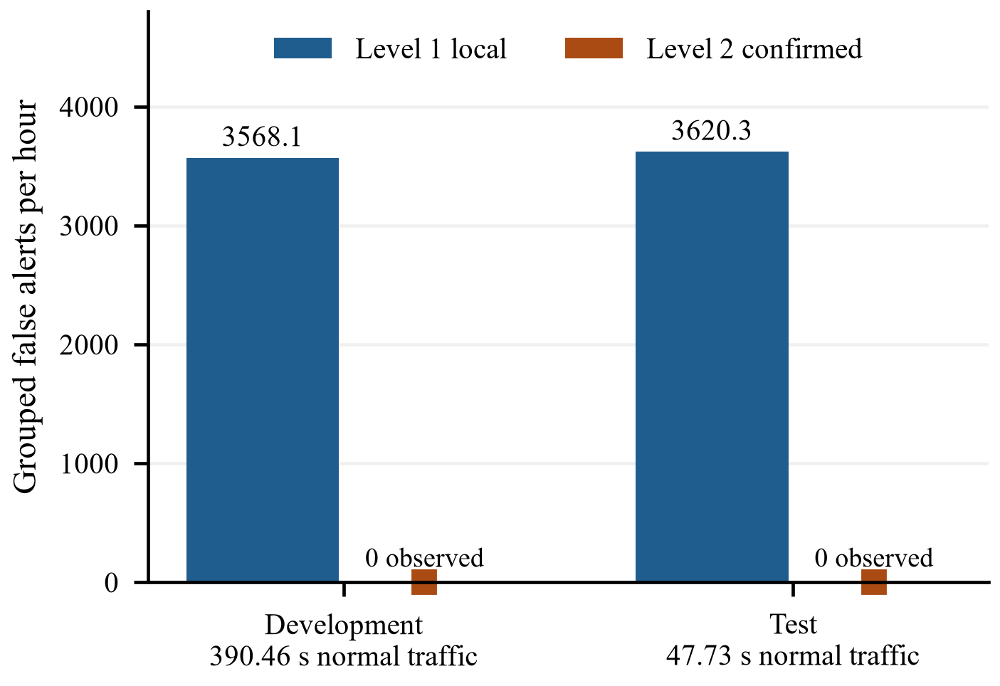 Level 1 local
Level 2 confirmed
Grouped false alerts per hour
4000
3000
2000
1000
0
3568.1
0 observed
3620.3
0 observed
Development
390.46 s normal traffic
Test
47.73 s normal traffic